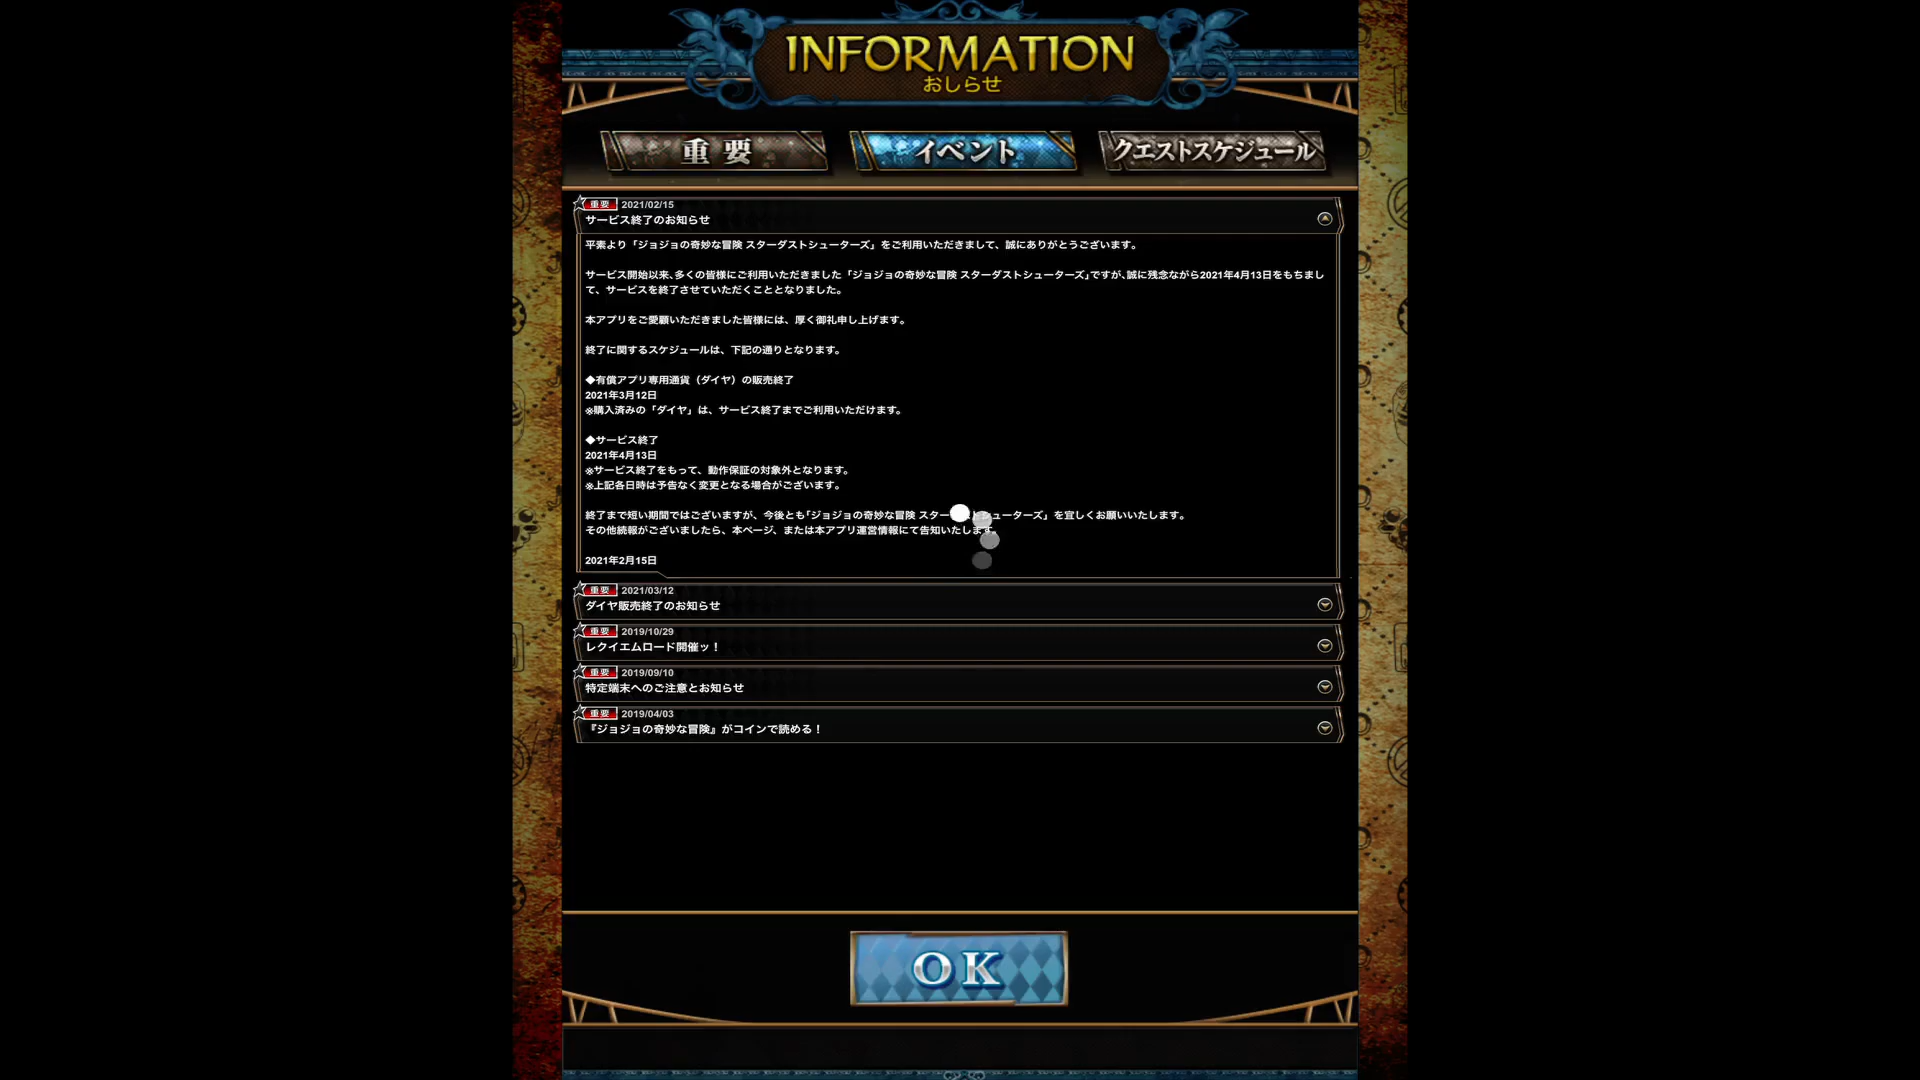 INFORMATION
おしらせ
重要
イベント
クエストスケジュール
重要 2021/02/15
サービス終了のお知らせ
平素より「ジョジョの奇妙な冒険 スターダストシューターズ」をご利用いただきまして、誠にありがとうございます。
サービス開始以来、多くの皆様にご利用いただきました「ジョジョの奇妙な冒険 スターダストシューターズ」ですが、誠に残念ながら2021年4月13日をもちまし
て、サービスを終了させていただくこととなりました。
本アプリをご愛顧いただきました皆様には、厚く御礼申し上げます。
終了に関するスケジュールは、下記の通りとなります。
◆有償アプリ専用通貨（ダイヤ）の販売終了
2021年3月12日
※購入済みの「ダイヤ」は、サービス終了までご利用いただけます。
◆サービス終了
2021年4月13日
※サービス終了をもって、動作保証の対象外となります。
※上記各日時は予告なく変更となる場合がございます。
終了まで短い期間ではございますが、今後とも「ジョジョの奇妙な冒険 スターダストシューターズ」を宜しくお願いいたします。
その他続報がございましたら、本ページ、または本アプリ運営情報にて告知いたします。
2021年2月15日
重要 2021/03/12
ダイヤ販売終了のお知らせ
重要 2019/10/29
レクイエムロード開催ッ！
重要 2019/09/10
特定端末へのご注意とお知らせ
重要 2019/04/03
『ジョジョの奇妙な冒険』がコインで読める！
OK